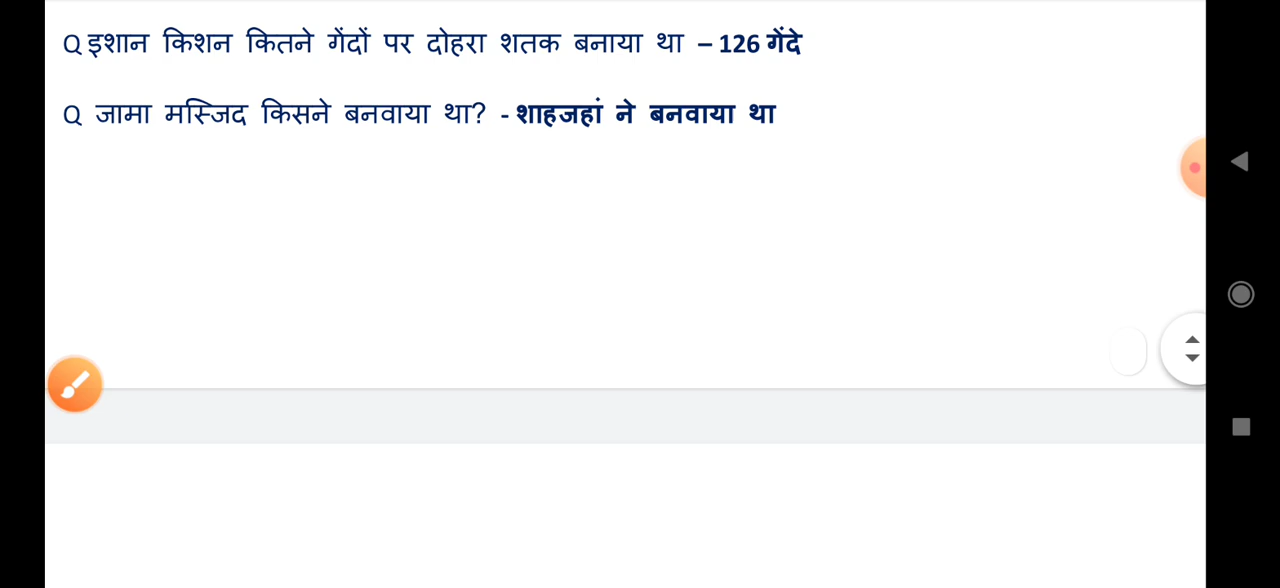 Q इशान किशन कितने गेंदों पर दोहरा शतक बनाया था – 126 गेंदे
Q जामा मस्जिद किसने बनवाया था? - शाहजहां ने बनवाया था